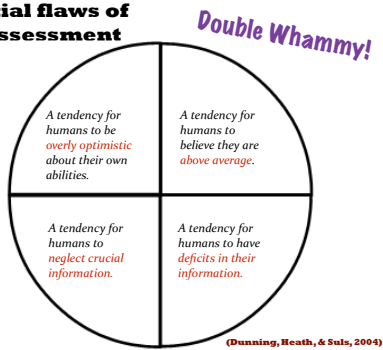 cial flaws of
ssessment
Double Whammy!
A tendency for
humans to be
overly optimistic
about their own
abilities.
A tendency for
humans to
believe they are
above average.
A tendency for
humans to
neglect crucial
information.
A tendency for
humans to have
deficits in their
information.
(Dunning, Heath, & Suls, 2004)